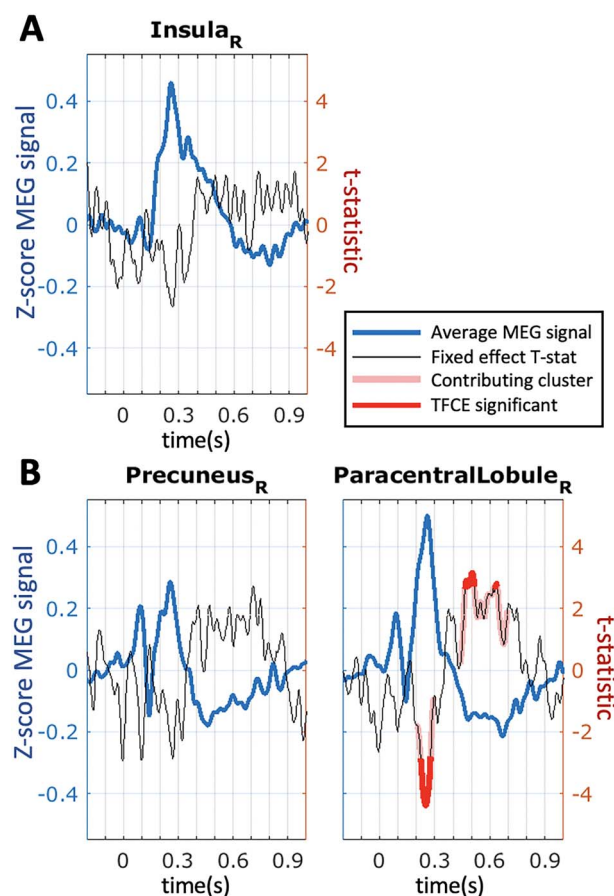 A
Insula R
Z-score MEG signal
0.4
0.2
0
-0.2
-0.4
4
2
0
-2
-4
t-statistic
0 0.3 0.6 0.9
time(s)
Average MEG signal
Fixed effect T-stat
Contributing cluster
TFCE significant
B
Precuneus R
Z-score MEG signal
0.4
0.2
0
-0.2
-0.4
0 0.3 0.6 0.9
time(s)
ParacentralLobule R
4
2
0
-2
-4
t-statistic
0 0.3 0.6 0.9
time(s)